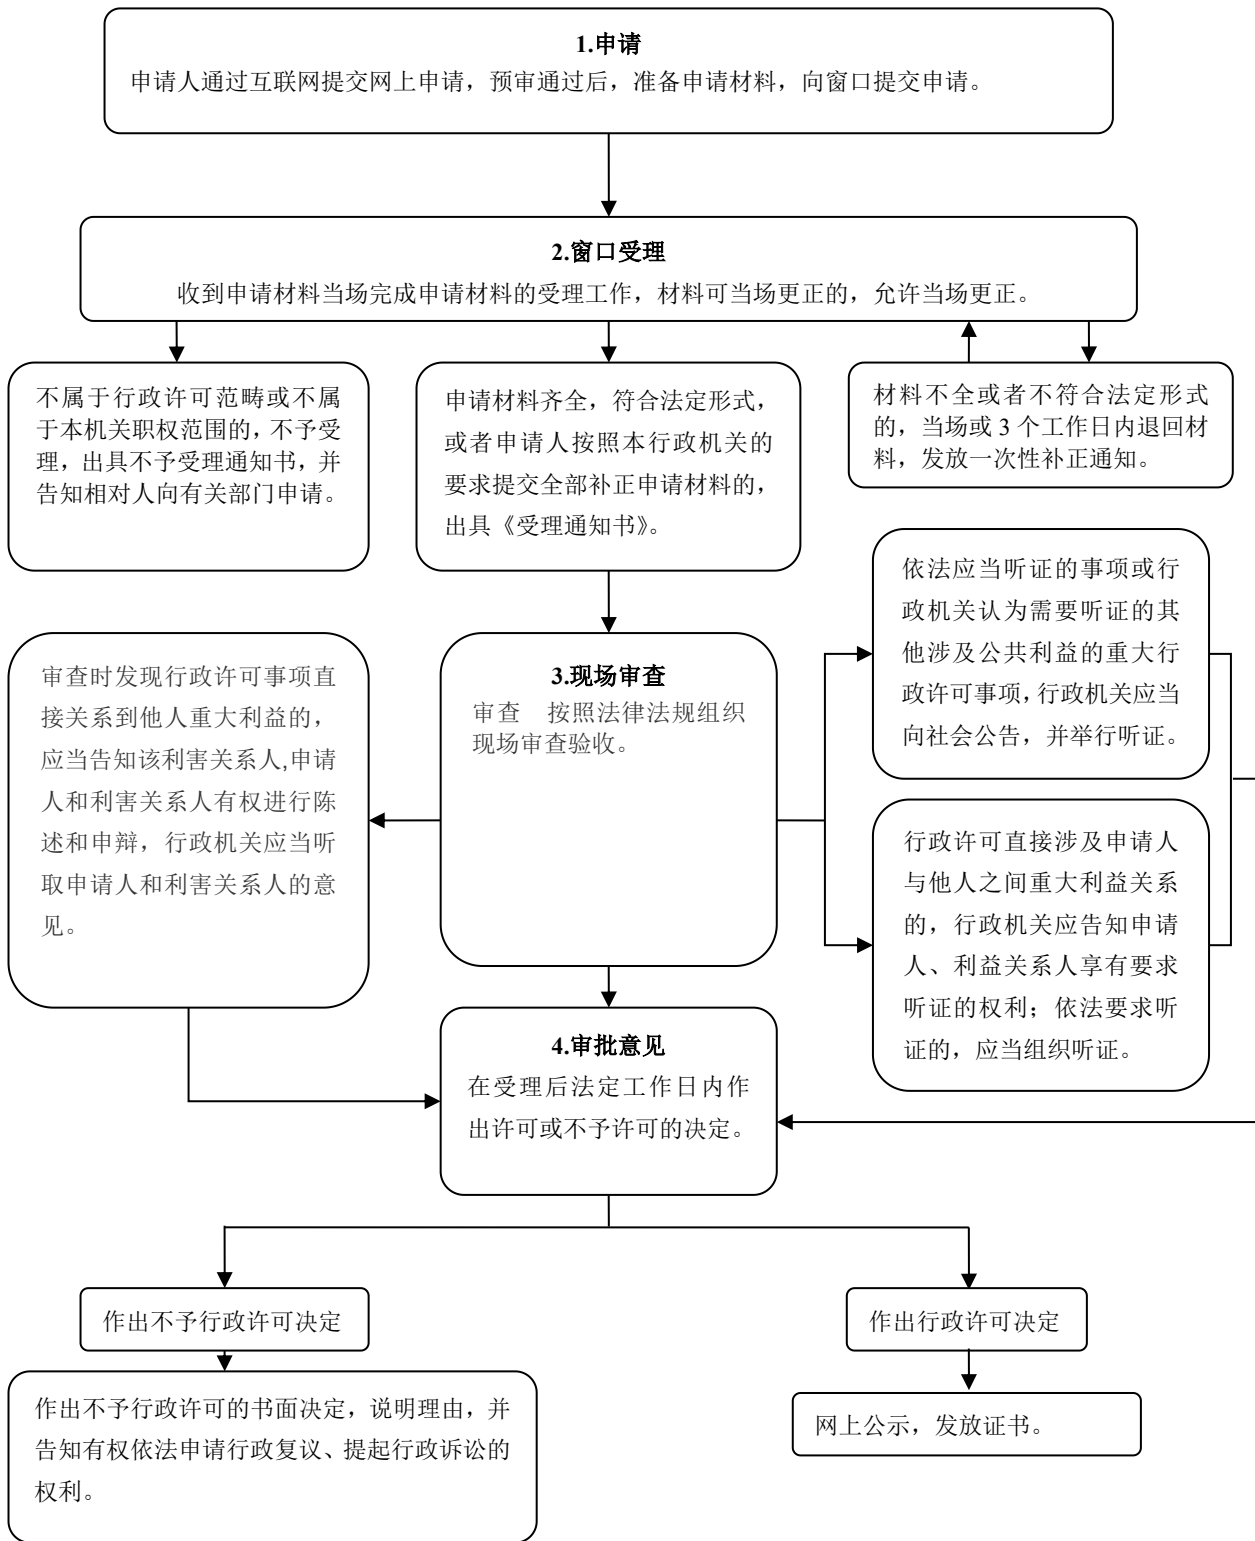 1.申请
申请人通过互联网提交网上申请，预审通过后，准备申请材料，向窗口提交申请。
2.窗口受理
收到申请材料当场完成申请材料的受理工作，材料可当场更正的，允许当场更正。
不属于行政许可范畴或不属
于本机关职权范围的，不予受
理，出具不予受理通知书，并
告知相对人向有关部门申请。
申请材料齐全，符合法定形式，
或者申请人按照本行政机关的
要求提交全部补正申请材料的，
出具《受理通知书》。
材料不全或者不符合法定形式
的，当场或 3 个工作日内退回材
料，发放一次性补正通知。
依法应当听证的事项或行
政机关认为需要听证的其
他涉及公共利益的重大行
政许可事项，行政机关应当
向社会公告，并举行听证。
审查时发现行政许可事项直
接关系到他人重大利益的，
应当告知该利害关系人,申请
人和利害关系人有权进行陈
述和申辩，行政机关应当听
取申请人和利害关系人的意
见。
3.现场审查
审查　按照法律法规组织
现场审查验收。
行政许可直接涉及申请人
与他人之间重大利益关系
的，行政机关应告知申请
人、利益关系人享有要求
听证的权利；依法要求听
证的，应当组织听证。
4.审批意见
在受理后法定工作日内作
出许可或不予许可的决定。
作出不予行政许可决定
作出行政许可决定
作出不予行政许可的书面决定，说明理由，并
告知有权依法申请行政复议、提起行政诉讼的
权利。
网上公示，发放证书。